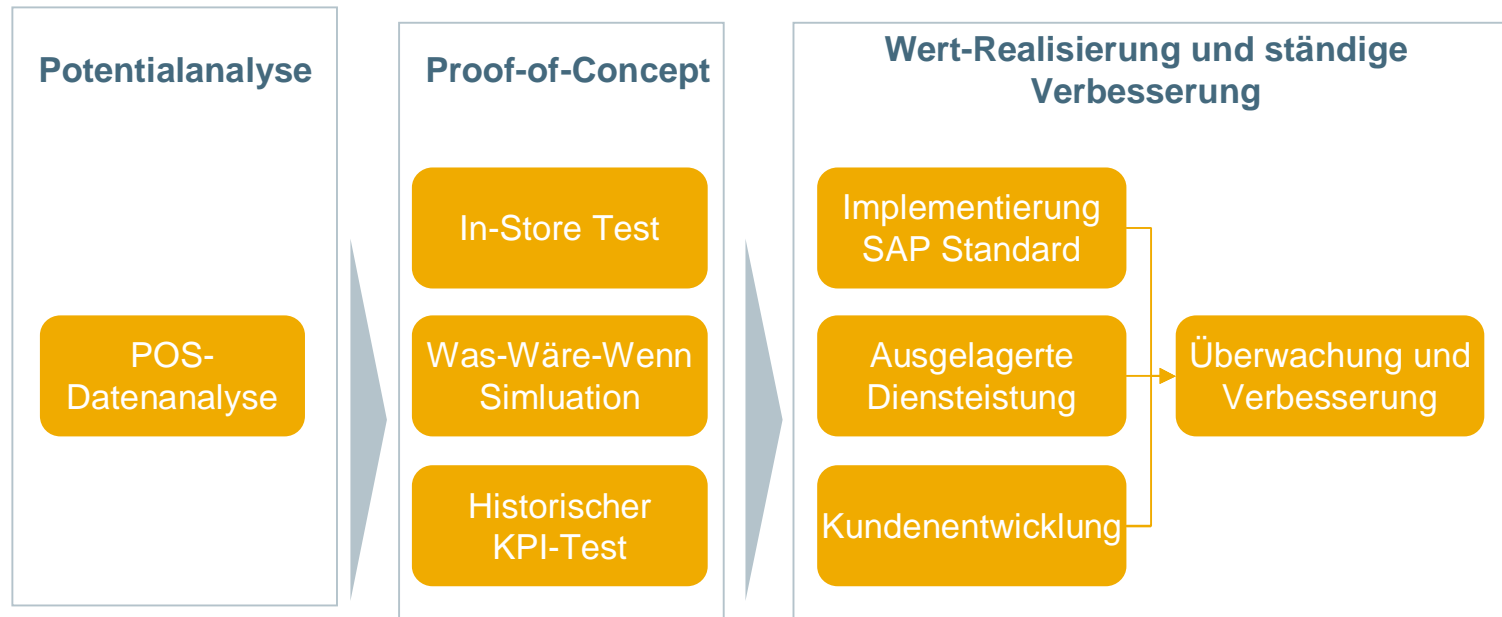 Potentialanalyse
POS-
Datenanalyse
Proof-of-Concept
In-Store Test
Was-Wäre-Wenn
Simluation
Historischer
KPI-Test
Wert-Realisierung und ständige
Verbesserung
Implementierung
SAP Standard
Ausgelagerte
Diensteistung
Kundenentwicklung
Überwachung und
Verbesserung